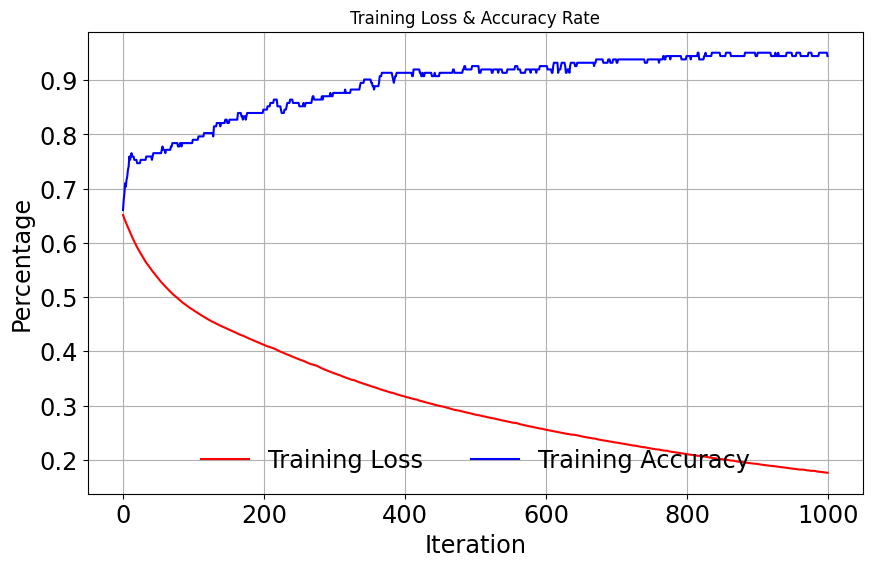 Training Loss & Accuracy Rate
Percentage
0.9
0.8
0.7
0.6
0.5
0.4
0.3
0.2
Training Loss Training Accuracy
0 200 400 600 800 1000
Iteration